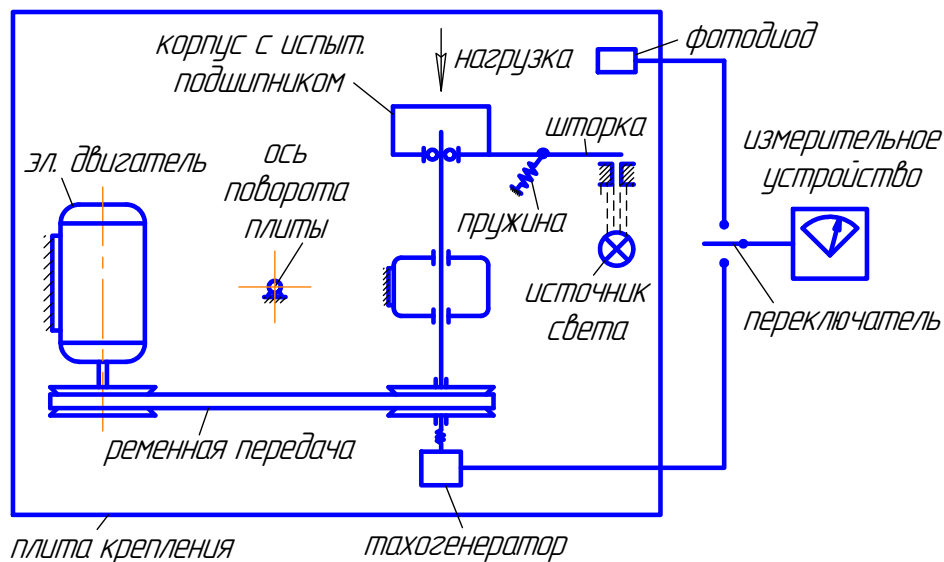 корпус с испыт.
подшипником
нагрузка
фотодиод
шторка
измерительное
устройство
эл. двигатель
ось
поворота
плиты
пружина
источник
света
переключатель
ременная передача
плита крепления
тахогенератор